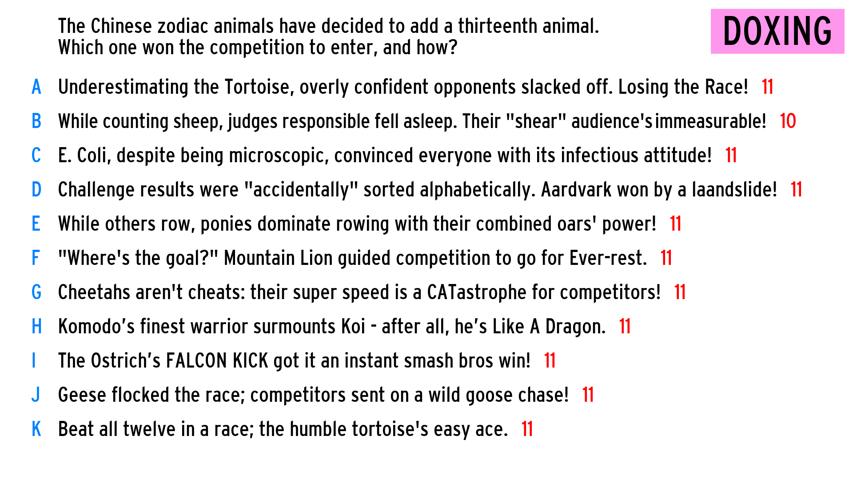 The Chinese zodiac animals have decided to add a thirteenth animal.
Which one won the competition to enter, and how?
DOXING
A Underestimating the Tortoise, overly confident opponents slacked off. Losing the Race! 11
B While counting sheep, judges responsible fell asleep. Their "shear" audience's immeasurable! 10
C E. Coli, despite being microscopic, convinced everyone with its infectious attitude! 11
D Challenge results were "accidentally" sorted alphabetically. Aardvark won by a laandslide! 11
E While others row, ponies dominate rowing with their combined oars' power! 11
F "Where's the goal?" Mountain Lion guided competition to go for Ever-rest. 11
G Cheetahs aren't cheats: their super speed is a CATastrophe for competitors! 11
H Komodo’s finest warrior surmounts Koi - after all, he’s Like A Dragon. 11
I The Ostrich’s FALCON KICK got it an instant smash bros win! 11
J Geese flocked the race; competitors sent on a wild goose chase! 11
K Beat all twelve in a race; the humble tortoise's easy ace. 11